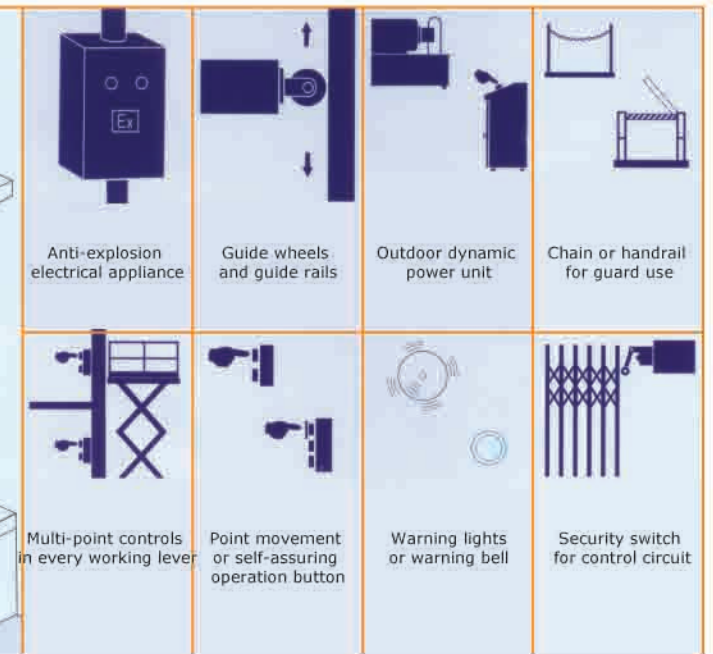 Ex
Anti-explosion
electrical appliance
Guide wheels
and guide rails
Outdoor dynamic
power unit
Chain or handrail
for guard use
Multi-point controls
in every working lever
Point movement
or self-assuring
operation button
Warning lights
or warning bell
Security switch
for control circuit